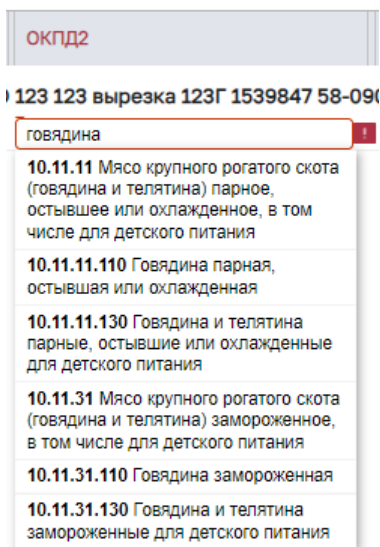 ОКПД2
123 123 вырезка 123Г 1539847 58-090
говядина
!
10.11.11 Мясо крупного рогатого скота
(говядина и телятина) парное,
остывшее или охлажденное, в том
числе для детского питания
10.11.11.110 Говядина парная,
остывшая или охлажденная
10.11.11.130 Говядина и телятина
парные, остывшие или охлажденные
для детского питания
10.11.31 Мясо крупного рогатого скота
(говядина и телятина) замороженное,
в том числе для детского питания
10.11.31.110 Говядина замороженная
10.11.31.130 Говядина и телятина
замороженные для детского питания